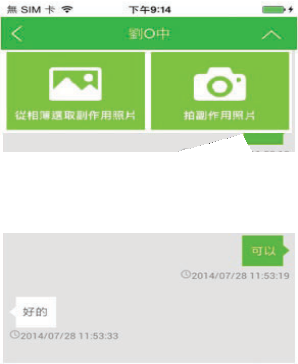 無 SIM 卡 下午9:14
劉O中
從相簿選取副作用照片 拍副作用照片
可以
2014/07/28 11:53:19
好的
2014/07/28 11:53:33